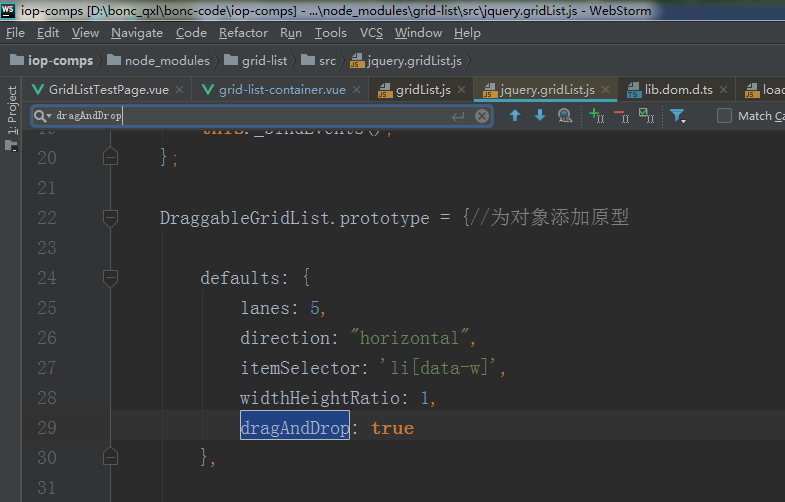 iop-comps [D:\bonc_qxl\bonc-code\iop-comps] - ...\node_modules\grid-list\src\jquery.gridList.js - WebStorm
File Edit View Navigate Code Refactor Run Tools VCS Window Help
iop-comps node_modules grid-list src jquery.gridList.js
GridListTestPage.vue grid-list-container.vue gridList.js jquery.gridList.js lib.dom.d.ts load
1: Project
dragAndDrop Match Ca
19 this._bindEvents();
20 };
21
22 DraggableGridList.prototype = {//为对象添加原型
23
24 defaults: {
25 lanes: 5,
26 direction: "horizontal",
27 itemSelector: 'li[data-w]',
28 widthHeightRatio: 1,
29 dragAndDrop: true
30 },
31